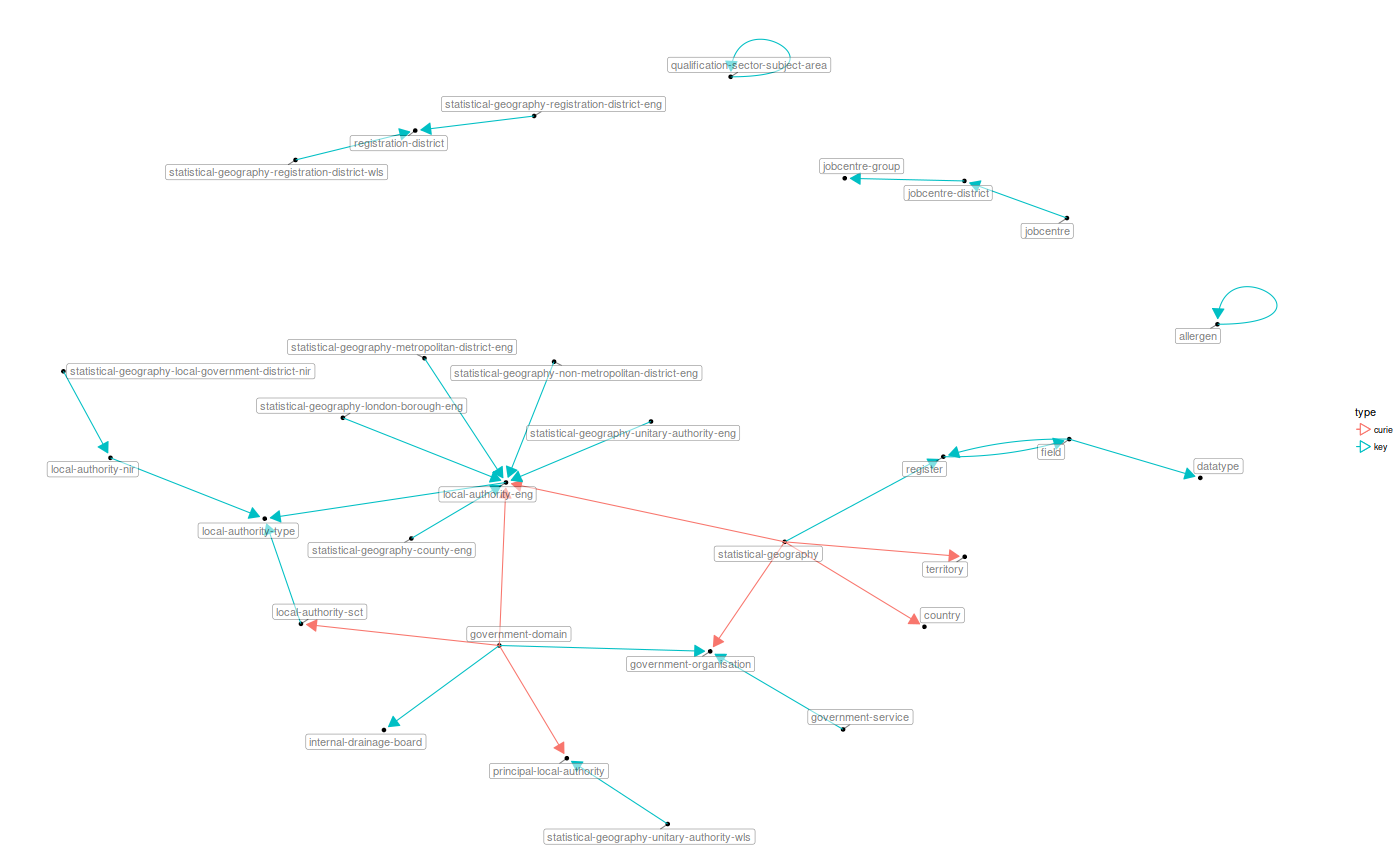 qualification-sector-subject-area
statistical-geography-registration-district-eng
registration-district
statistical-geography-registration-district-wls
jobcentre-group
jobcentre-district
jobcentre
allergen
statistical-geography-metropolitan-district-eng
statistical-geography-local-government-district-nir
statistical-geography-non-metropolitan-district-eng
statistical-geography-london-borough-eng
statistical-geography-unitary-authority-eng
type
curie
key
field
register
datatype
local-authority-nir
local-authority-eng
local-authority-type
statistical-geography-county-eng
statistical-geography
territory
local-authority-sct
country
government-domain
government-organisation
government-service
internal-drainage-board
principal-local-authority
statistical-geography-unitary-authority-wls